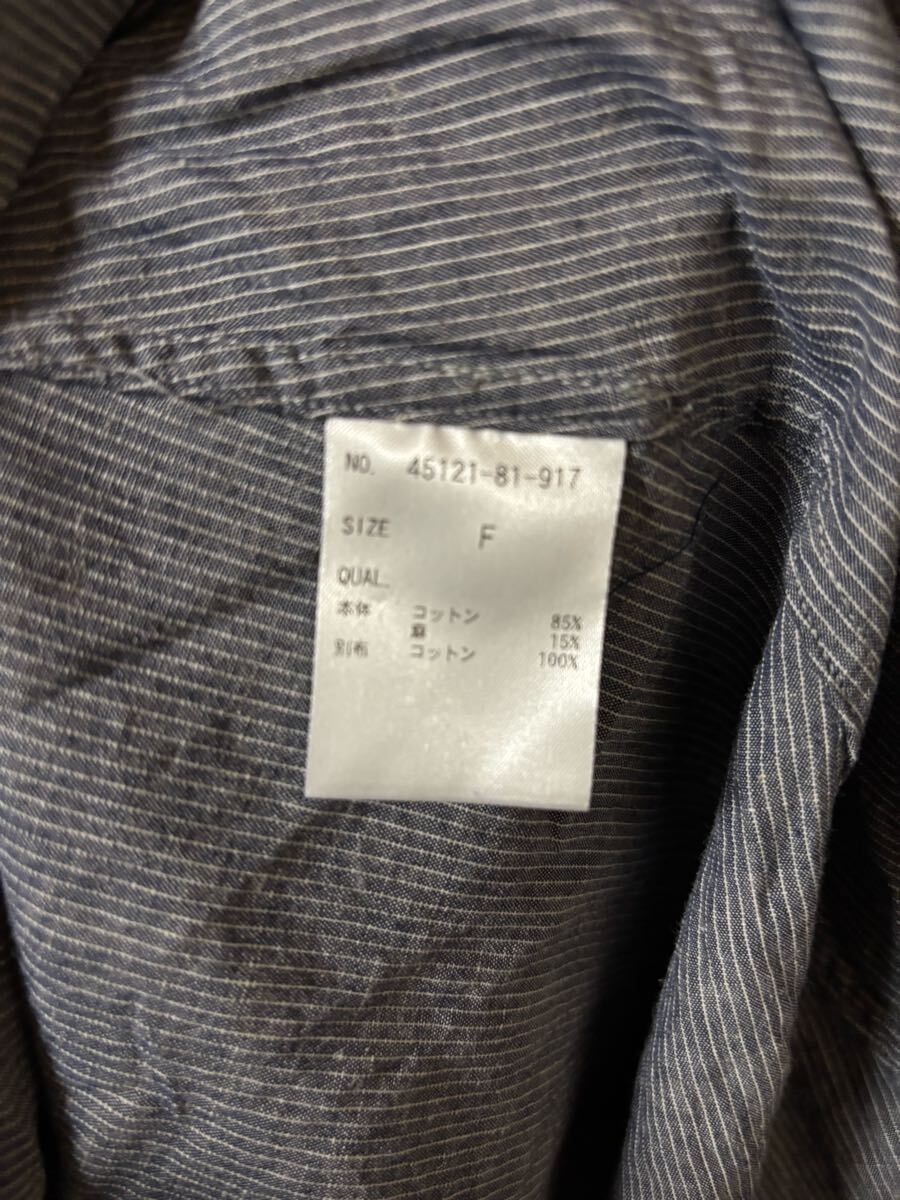 NO. 45121-81-917
SIZE F
QUAL.
本体 コットン 85%
麻 15%
別布 コットン 100%